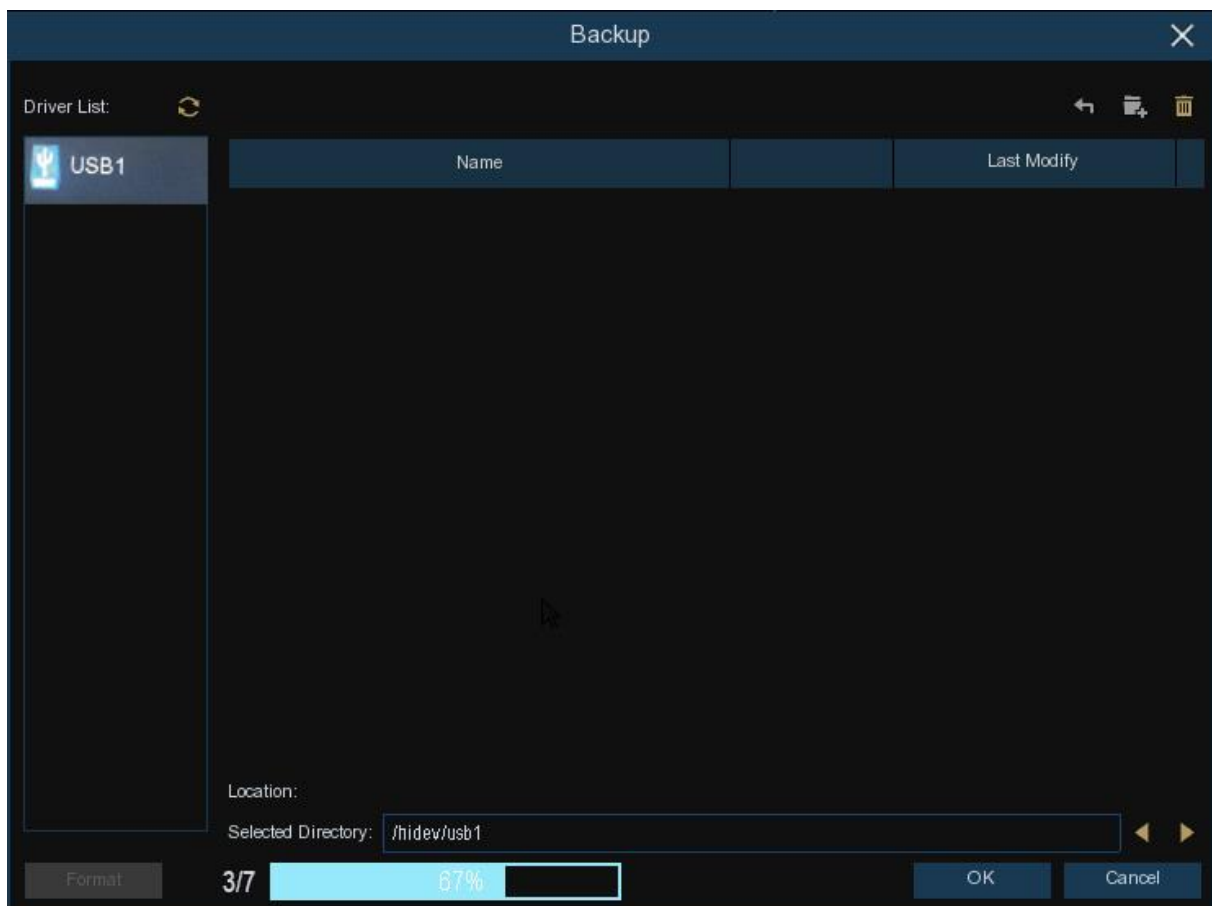 Backup
Driver List:
USB1
Name
Last Modify
Location:
Selected Directory: /hidev/usb1
Format 3/7 67% OK Cancel